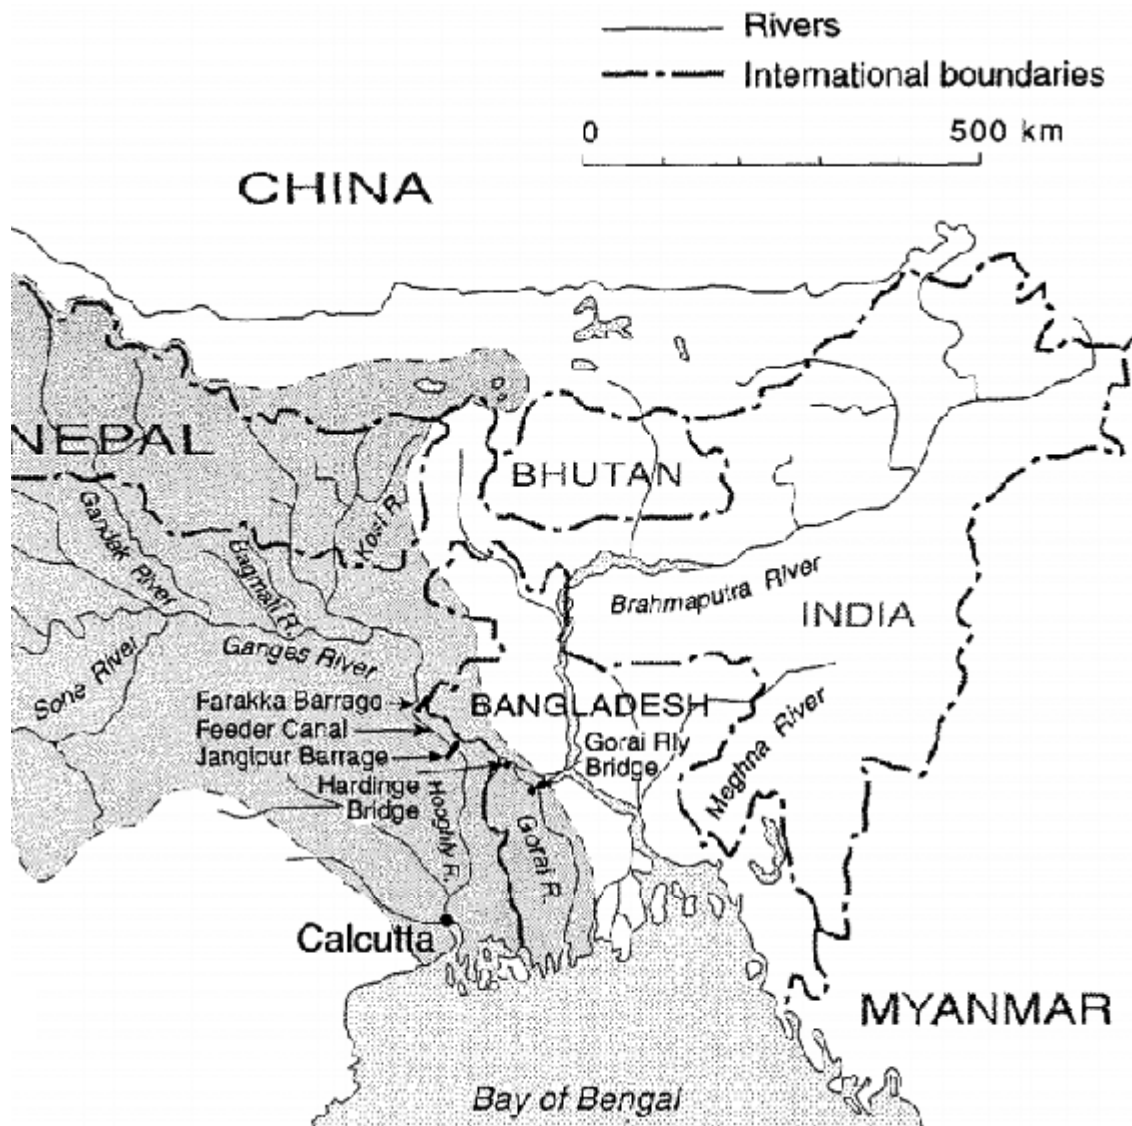 Rivers
International boundaries
0 500 km
CHINA
NEPAL
BHUTAN
Kosi R.
Gandak River
Bagmati R.
Brahmaputra River
INDIA
Ganges River
Sone River
Farakka Barrage
BANGLADESH
Feeder Canal
Jangipur Barrage
Gorai Rly
Bridge
Meghna River
Hardinge
Bridge
Hooghly R.
Gorai R.
Calcutta
MYANMAR
Bay of Bengal